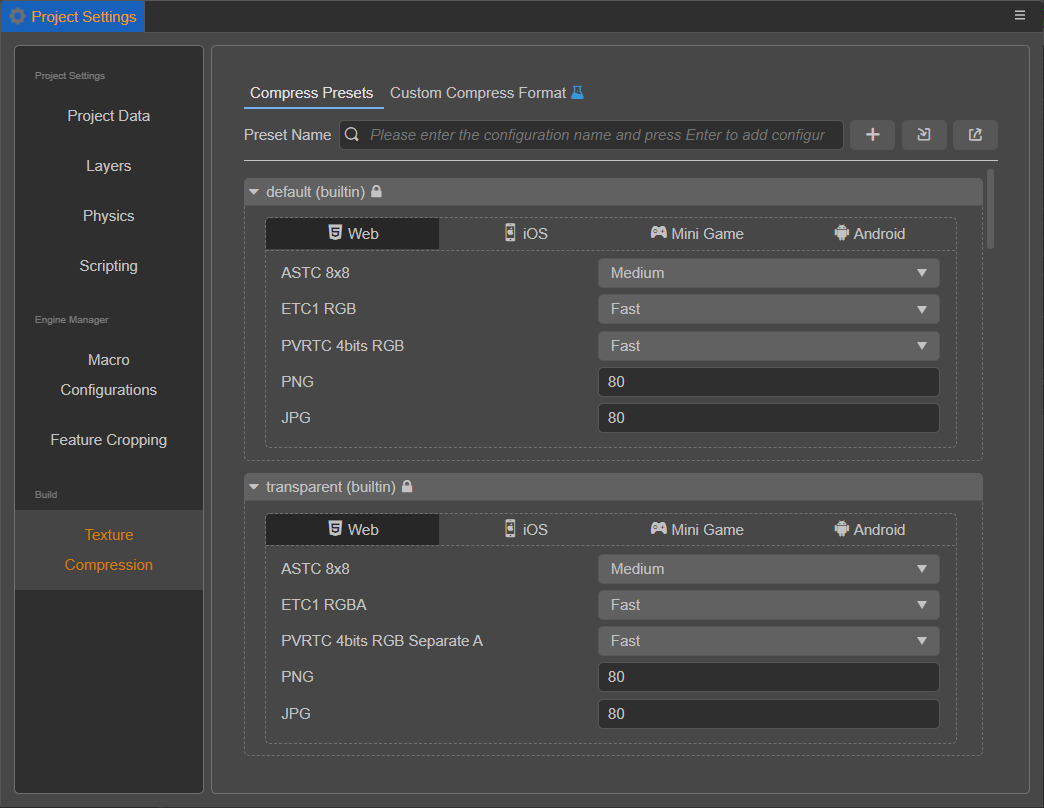 Project Settings
Project Settings
Project Data
Layers
Physics
Scripting
Engine Manager
Macro
Configurations
Feature Cropping
Build
Texture
Compression
Compress Presets Custom Compress Format
Preset Name Please enter the configuration name and press Enter to add configur
default (builtin)
Web iOS Mini Game Android
ASTC 8x8 Medium
ETC1 RGB Fast
PVRTC 4bits RGB Fast
PNG 80
JPG 80
transparent (builtin)
Web iOS Mini Game Android
ASTC 8x8 Medium
ETC1 RGBA Fast
PVRTC 4bits RGB Separate A Fast
PNG 80
JPG 80